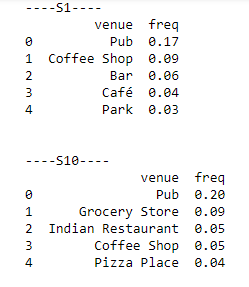 ----S1----
venue freq
0 Pub 0.17
1 Coffee Shop 0.09
2 Bar 0.06
3 Café 0.04
4 Park 0.03
----S10----
venue freq
0 Pub 0.20
1 Grocery Store 0.09
2 Indian Restaurant 0.05
3 Coffee Shop 0.05
4 Pizza Place 0.04